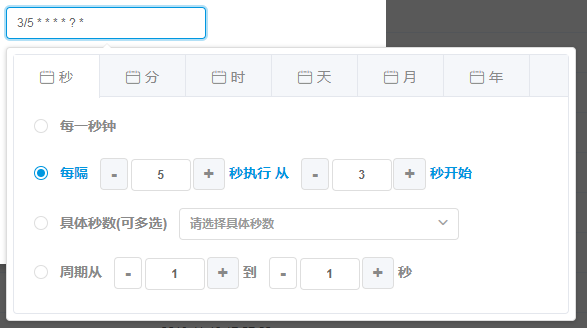 3/5 * * * * ? *
秒 分 时 天 月 年
每一秒钟
每隔 - 5 + 秒执行 从 - 3 + 秒开始
具体秒数(可多选) 请选择具体秒数
周期从 - 1 + 到 - 1 + 秒